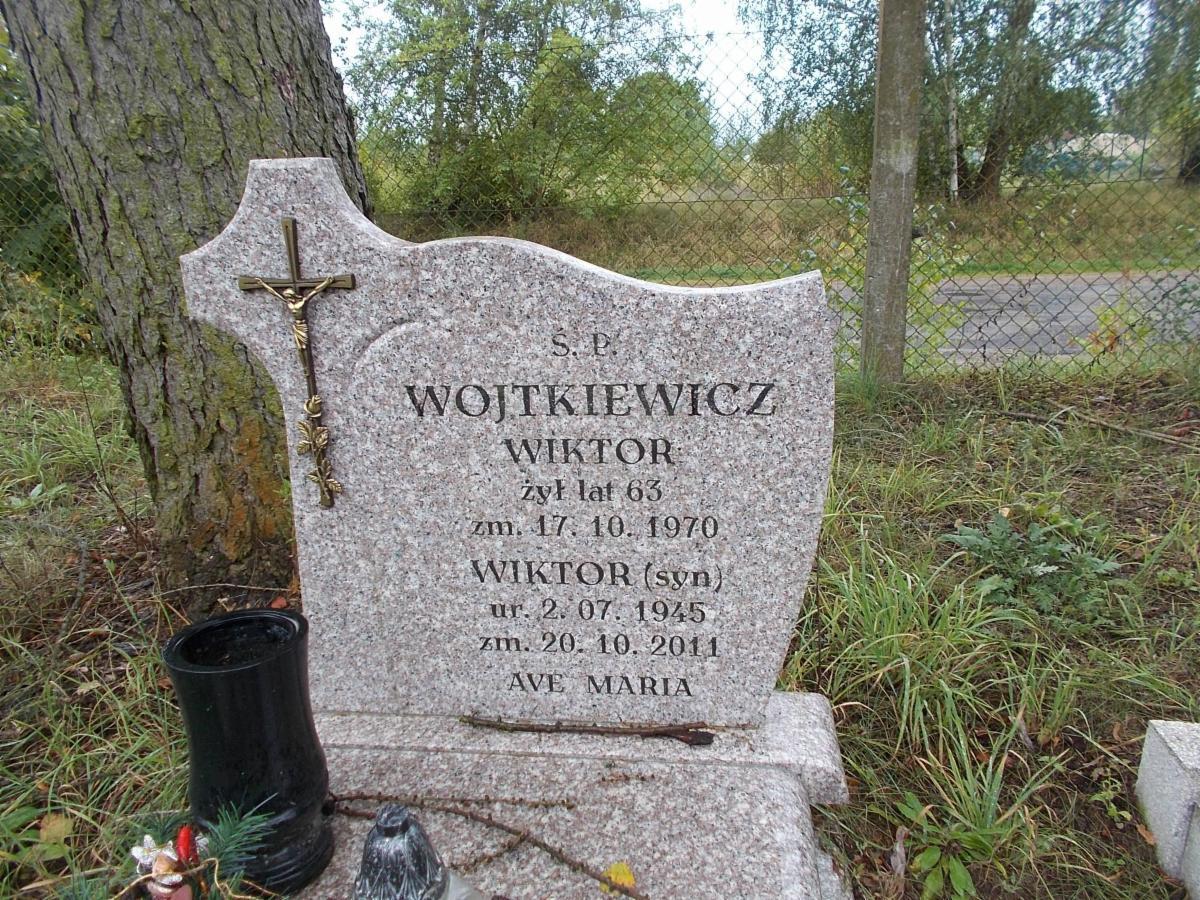 Ś. P.
WOJTKIEWICZ
WIKTOR
żył lat 63
zm. 17. 10. 1970
WIKTOR (syn)
ur. 2. 07. 1945
zm. 20. 10. 2011
AVE MARIA